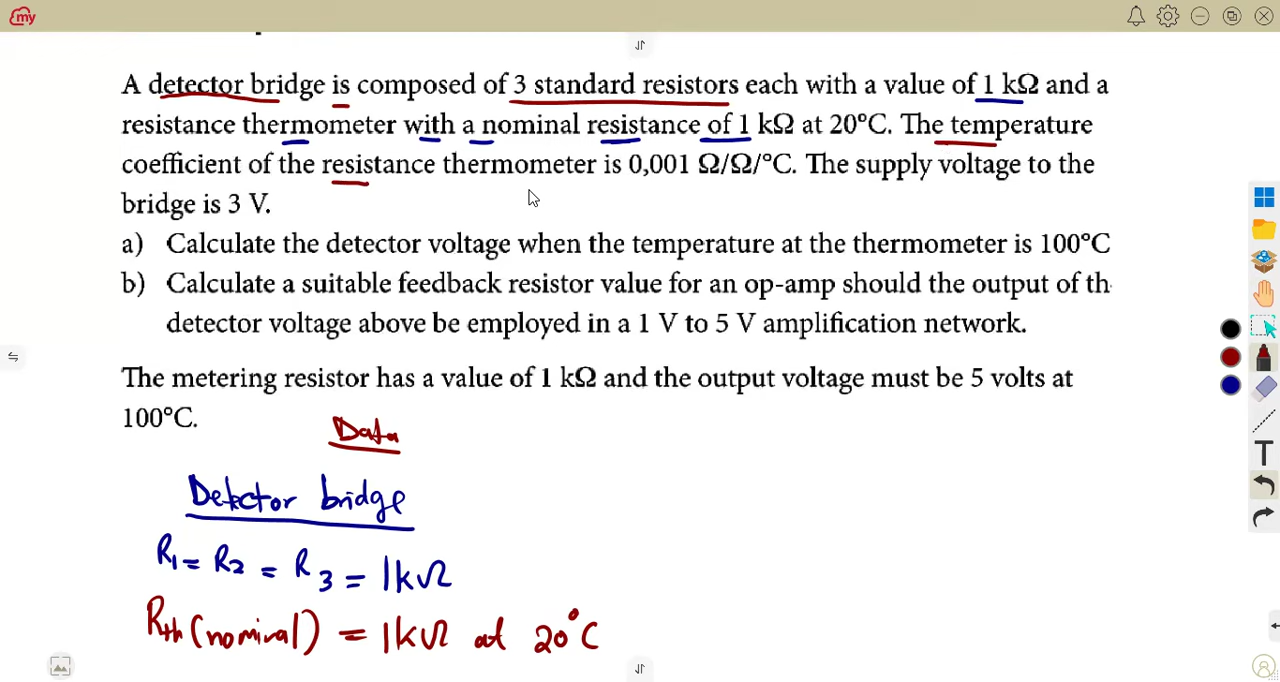 my
A detector bridge is composed of 3 standard resistors each with a value of 1 kΩ and a
resistance thermometer with a nominal resistance of 1 kΩ at 20°C. The temperature
coefficient of the resistance thermometer is 0,001 Ω/Ω/°C. The supply voltage to the
bridge is 3 V.
a) Calculate the detector voltage when the temperature at the thermometer is 100°C
b) Calculate a suitable feedback resistor value for an op-amp should the output of th
detector voltage above be employed in a 1 V to 5 V amplification network.
The metering resistor has a value of 1 kΩ and the output voltage must be 5 volts at
100°C.
Data
Detector bridge
R1 = R2 = R3 = 1kΩ
Rth (nominal) = 1kΩ at 20°C